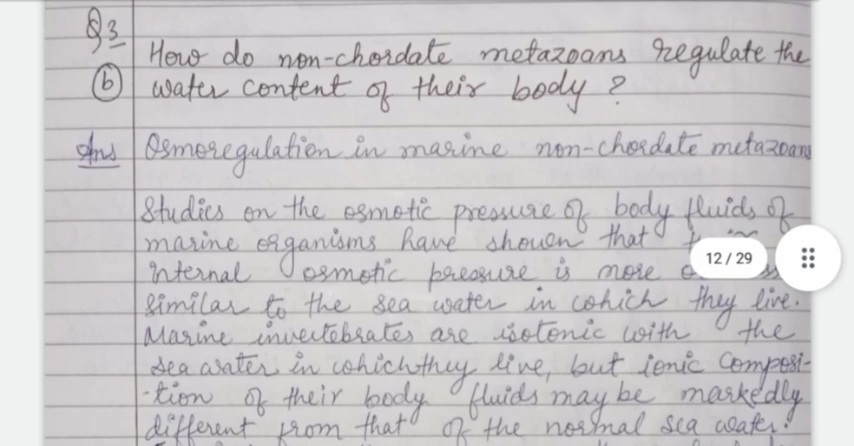 Q3
How do non-chordate metazoans regulate the
(b) water content of their body ?
Ans Osmoregulation in marine non-chordate metazoans
Studies on the osmotic pressure of body fluids of
marine organisms have shown that
internal osmotic pressure is more
12 / 29
similar to the sea water in which they live.
Marine invertebrates are isotonic with the
sea water in which they live, but ionic composi-
-tion of their body fluids may be markedly
different from that of the normal sea water.